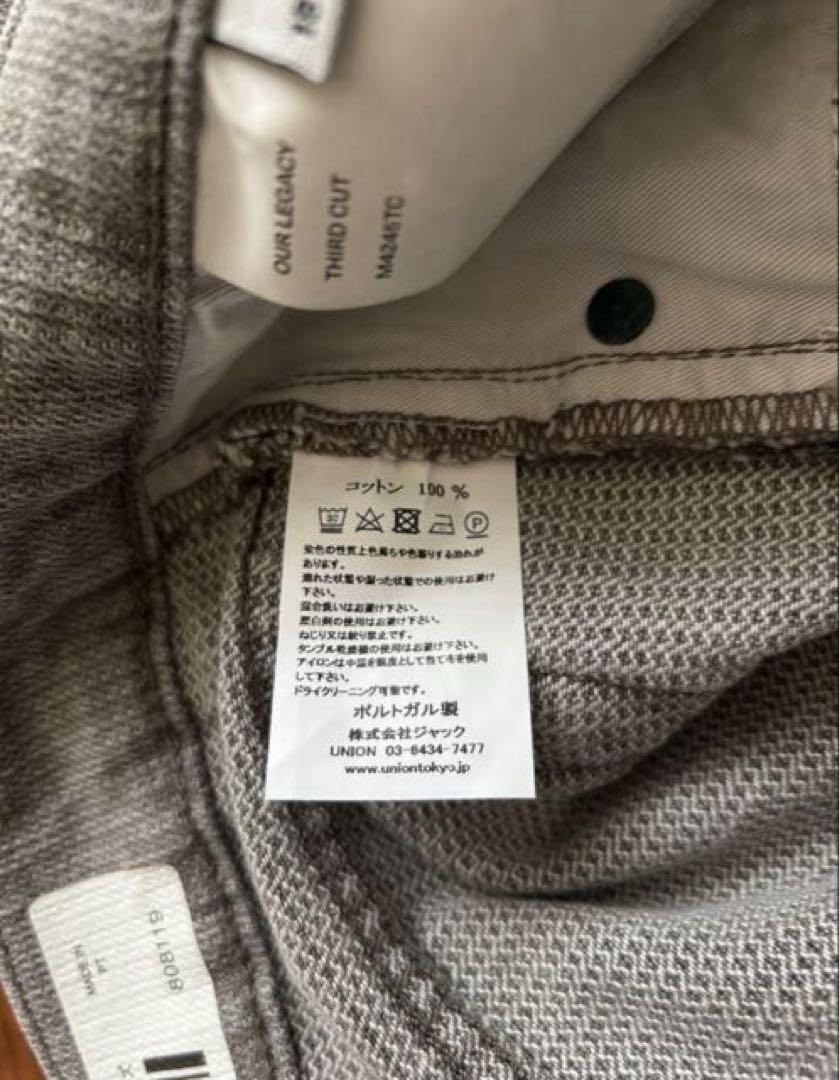 OUR LEGACY
THIRD CUT
M4245TC
コットン 100 %
30
P
染色の性質上色落ちや色移りする恐れが
あります。
濡れた状態や湿った状態での使用はお避け
下さい。
混合洗いはお避け下さい。
蛍白剤の使用はお避け下さい。
ねじり又は絞り禁止です。
タンブル乾燥機の使用はお避け下さい。
アイロンは中温を限度として当て布を使用
して下さい。
ドライクリーニング可能です。
ポルトガル製
株式会社ジャック
UNION 03-6434-7477
www.uniontokyo.jp
808119
MADE IN
PT